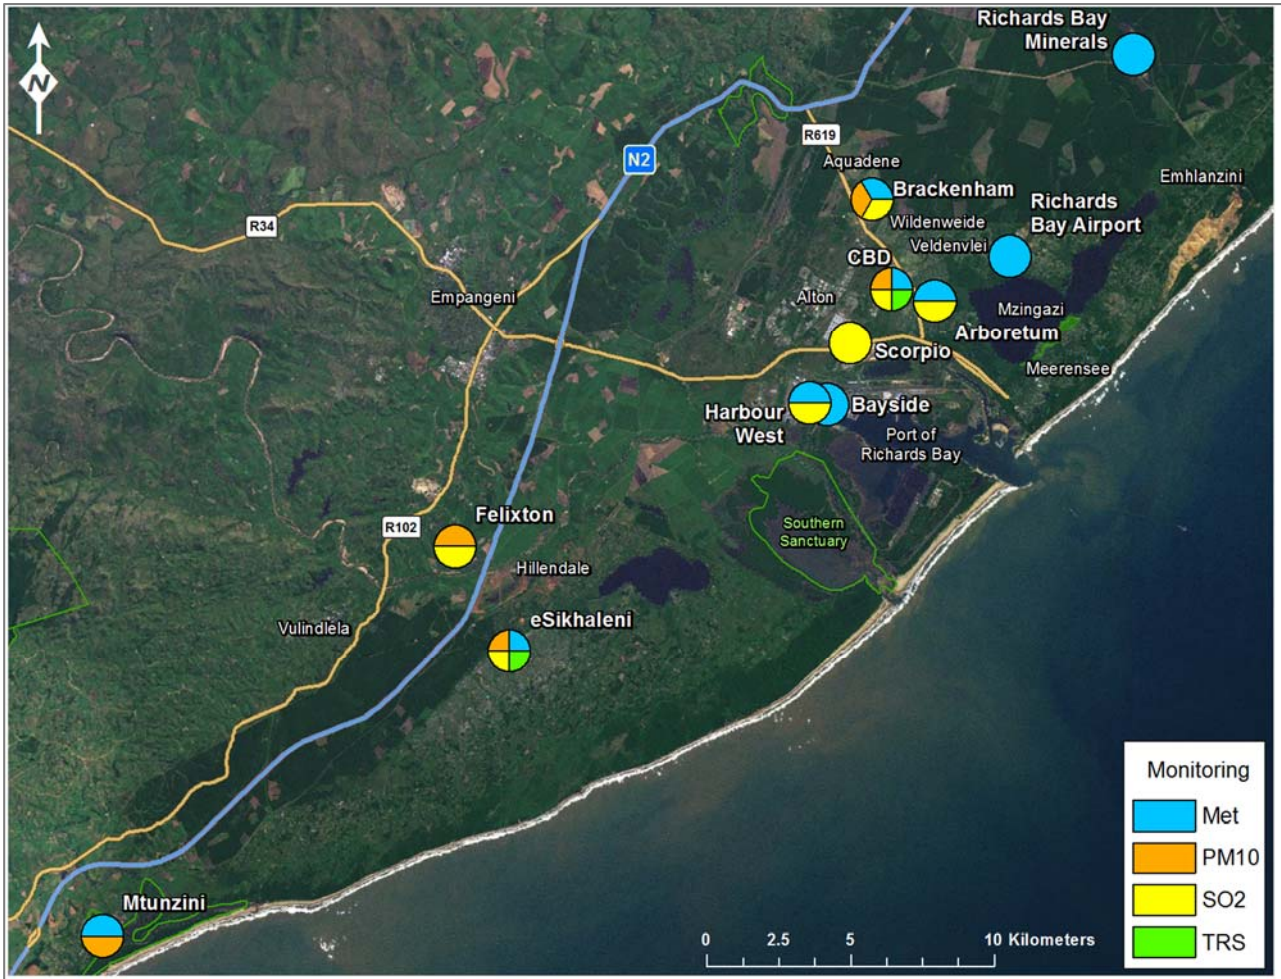 Richards Bay
Minerals
N
N2
R619
Aquadene
Emhlanzini
Brackenham
R34
Wildenweide
Richards
Bay Airport
Veldenvlei
CBD
Empangeni
Alton
Mzingazi
Arboretum
Scorpio
Meerensee
Harbour
West
Bayside
Port of
Richards Bay
Felixton
R102
Southern
Sanctuary
Hillendale
eSikhaleni
Vulindlela
Monitoring
Met
PM10
SO2
TRS
Mtunzini
0 2.5 5 10 Kilometers